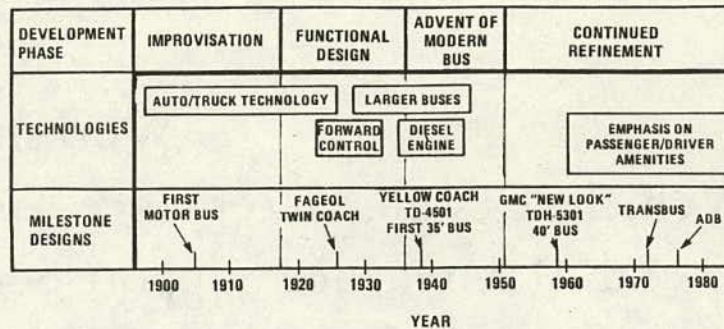 DEVELOPMENT
PHASE
IMPROVISATION
FUNCTIONAL
DESIGN
ADVENT OF
MODERN
BUS
CONTINUED
REFINEMENT
TECHNOLOGIES
AUTO/TRUCK TECHNOLOGY
LARGER BUSES
FORWARD
CONTROL
DIESEL
ENGINE
EMPHASIS ON
PASSENGER/DRIVER
AMENITIES
MILESTONE
DESIGNS
FIRST
MOTOR BUS
FAGEOL
TWIN COACH
YELLOW COACH
TD-4501
FIRST 35' BUS
GMC "NEW LOOK"
TDH-5301
40' BUS
TRANSBUS
ADB
1900 1910 1920 1930 1940 1950 1960 1970 1980
YEAR